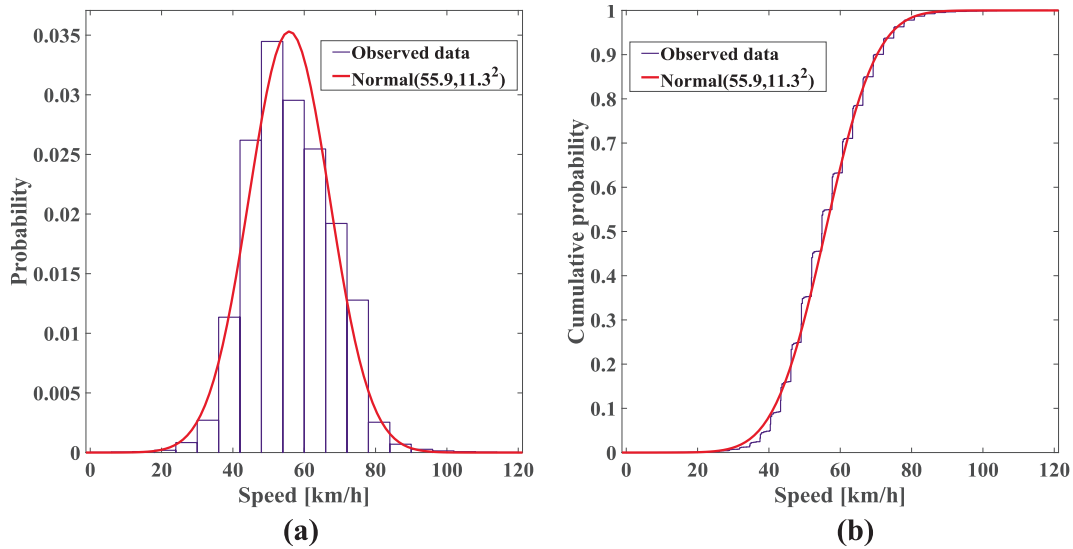 0.035
0.03
0.025
0.02
0.015
0.01
0.005
0
Probability
Observed data
Normal(55.9,11.3²)
0 20 40 60 80 100 120
Speed [km/h]
(a)
1
0.9
0.8
0.7
0.6
0.5
0.4
0.3
0.2
0.1
0
Cumulative probability
Observed data
Normal(55.9,11.3²)
0 20 40 60 80 100 120
Speed [km/h]
(b)